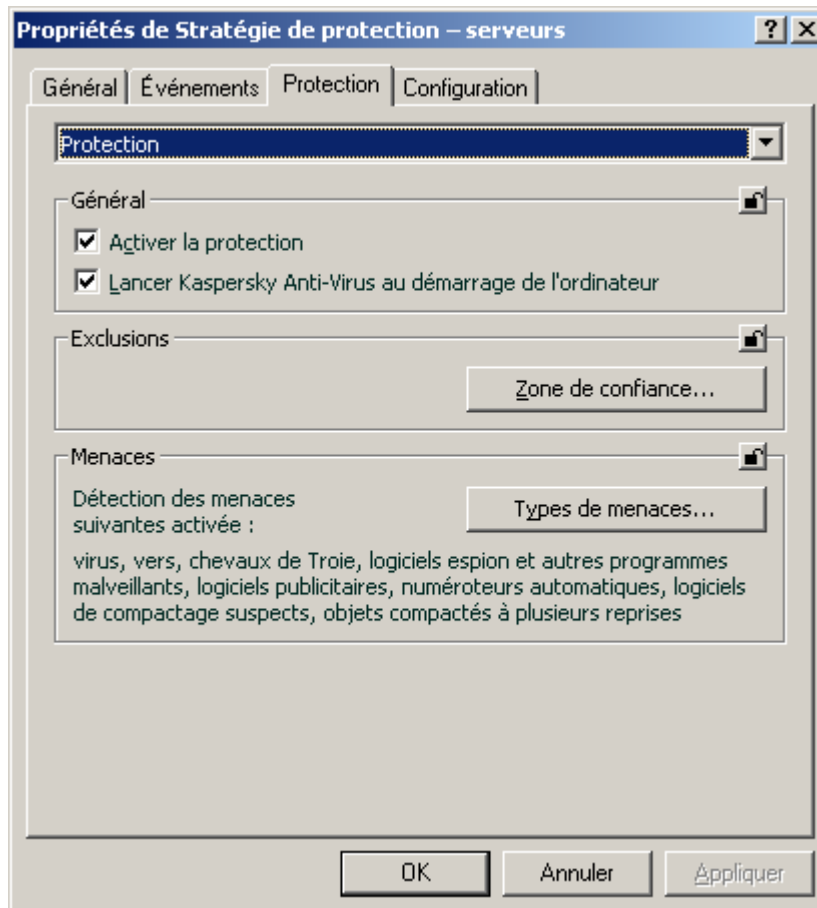 Propriétés de Stratégie de protection – serveurs
Général
Événements
Protection
Configuration
Protection
Général
Activer la protection
Lancer Kaspersky Anti-Virus au démarrage de l'ordinateur
Exclusions
Zone de confiance...
Menaces
Détection des menaces
suivantes activée :
Types de menaces...
virus, vers, chevaux de Troie, logiciels espion et autres programmes
malveillants, logiciels publicitaires, numéroteurs automatiques, logiciels
de compactage suspects, objets compactés à plusieurs reprises
OK
Annuler
Appliquer